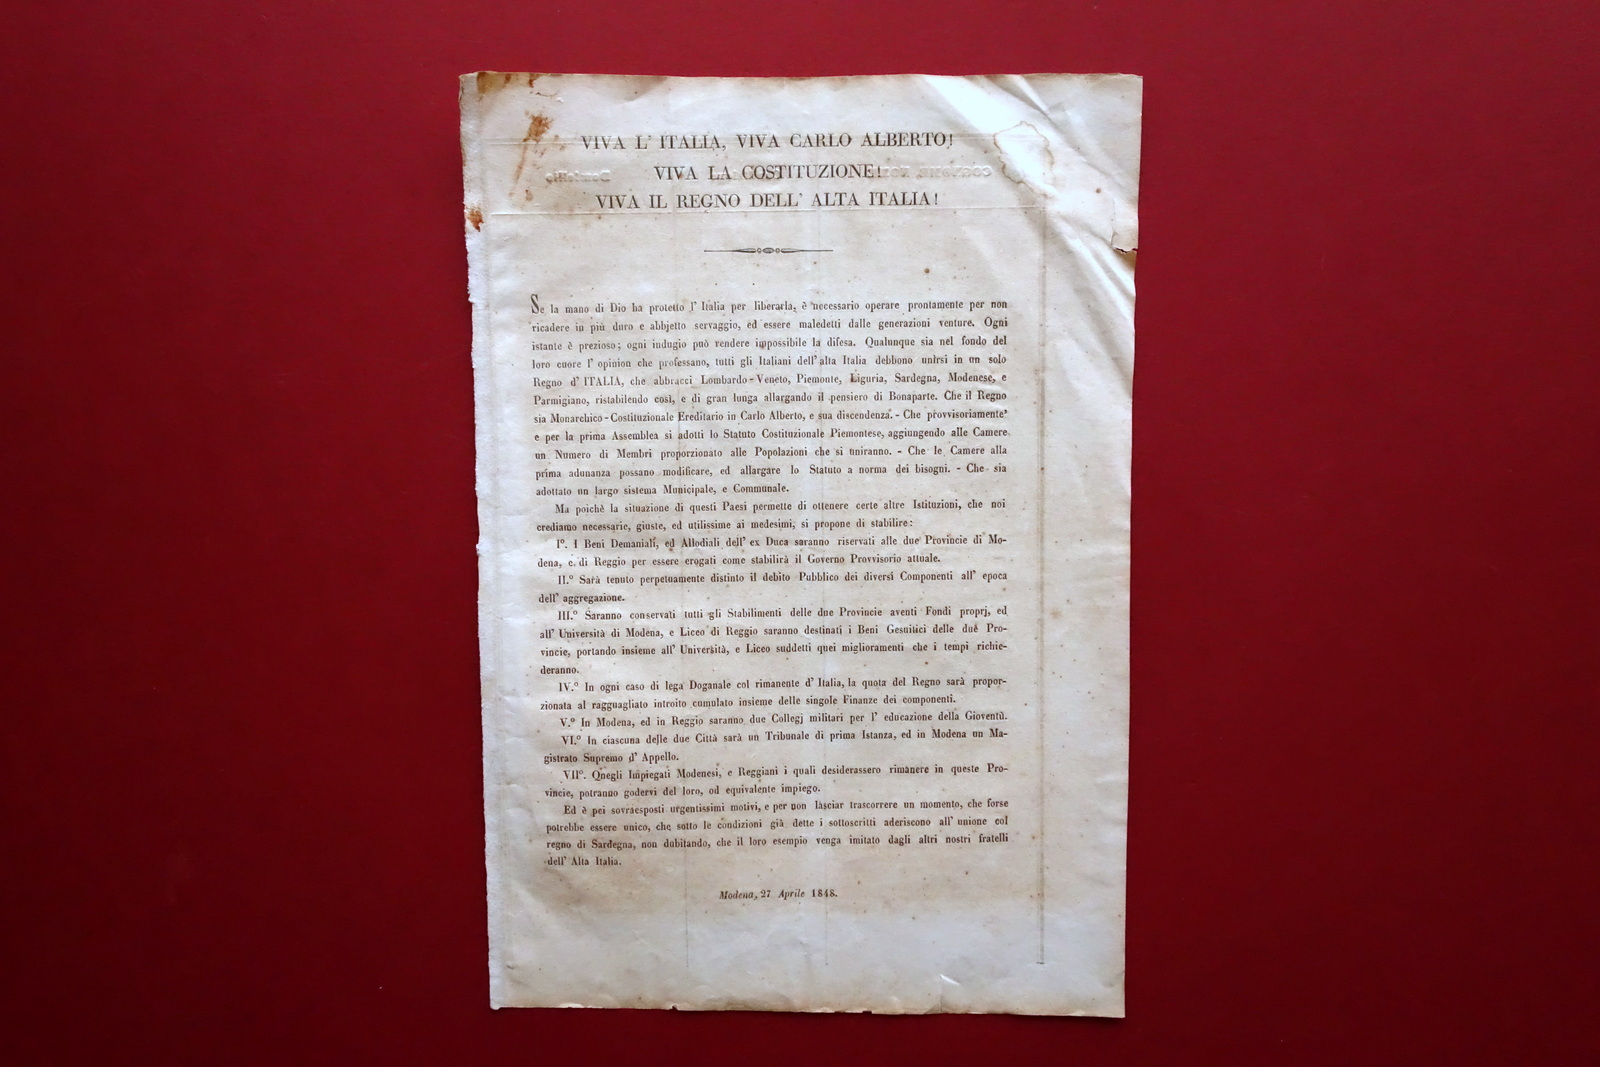 VIVA L' ITALIA, VIVA CARLO ALBERTO!
VIVA LA COSTITUZIONE!
VIVA IL REGNO DELL' ALTA ITALIA!
Se la mano di Dio ha protetto l' Italia per liberarla, è necessario operare prontamente per non
ricadere in più duro e abbjetto servaggio, ed essere maledetti dalle generazioni venture. Ogni
istante è prezioso; ogni indugio può rendere impossibile la difesa. Qualunque sia nel fondo del
loro cuore l' opinion che professano, tutti gli Italiani dell' alta Italia debbono unirsi in un solo
Regno d' ITALIA, che abbracci Lombardo-Veneto, Piemonte, Liguria, Sardegna, Modenese, e
Parmigiano, ristabilendo così, e di gran lunga allargando il pensiero di Bonaparte. Che il Regno
sia Monarchico-Costituzionale Ereditario in Carlo Alberto, e sua discendenza. - Che provvisoriamente
e per la prima Assemblea si adotti lo Statuto Costituzionale Piemontese, aggiungendo alle Camere
un Numero di Membri proporzionato alle Popolazioni che si uniranno. - Che le Camere alla
prima adunanza possano modificare, ed allargare lo Statuto a norma dei bisogni. - Che sia
adottato un largo sistema Municipale, e Communale.
Ma poichè la situazione di questi Paesi permette di ottenere certe altre Istituzioni, che noi
crediamo necessarie, giuste, ed utilissime ai medesimi, si propone di stabilire:
I°. I Beni Demaniali, ed Allodiali dell' ex Duca saranno riservati alle due Provincie di Mo-
dena, e di Reggio per essere erogati come stabilirà il Governo Provvisorio attuale.
II.° Sarà tenuto perpetuamente distinto il debito Pubblico dei diversi Componenti all' epoca
dell' aggregazione.
III.° Saranno conservati tutti gli Stabilimenti delle due Provincie aventi Fondi proprj, ed
all' Università di Modena, e Liceo di Reggio saranno destinati i Beni Gesuitici delle due Pro-
vincie, portando insieme all' Università, e Liceo suddetti quei miglioramenti che i tempi richie-
deranno.
IV.° In ogni caso di lega Doganale col rimanente d' Italia, la quota del Regno sarà propor-
zionata al ragguagliato introito cumulato insieme delle singole Finanze dei componenti.
V.° In Modena, ed in Reggio saranno due Collegj militari per l' educazione della Gioventù.
VI.° In ciascuna delle due Città sarà un Tribunale di prima Istanza, ed in Modena un Ma-
gistrato Supremo d' Appello.
VII°. Quegli Impiegati Modenesi, e Reggiani i quali desiderassero rimanere in queste Pro-
vincie, potranno godervi del loro, od equivalente impiego.
Ed è pei sovraesposti urgentissimi motivi, e per non lasciar trascorrere un momento, che forse
potrebbe essere unico, che sotto le condizioni già dette i sottoscritti aderiscono all' unione col
regno di Sardegna, non dubitando, che il loro esempio venga imitato dagli altri nostri fratelli
dell' Alta Italia.
Modena, 27 Aprile 1848.